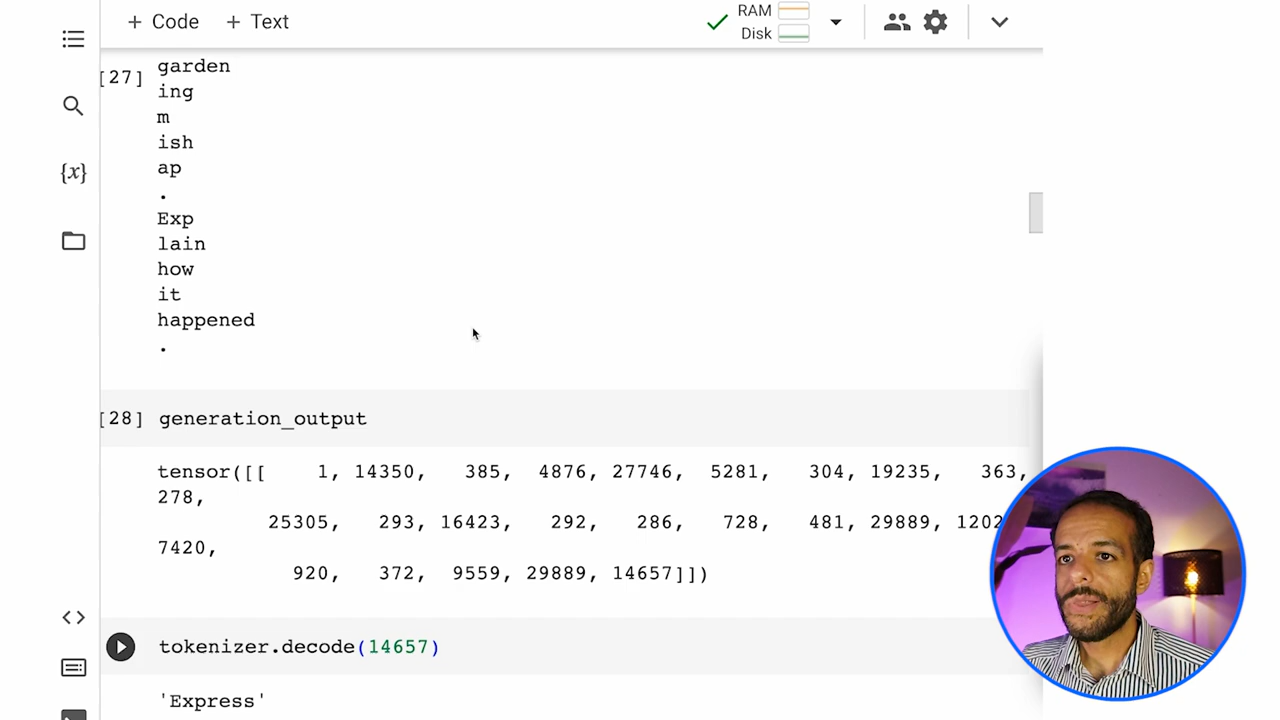 + Code + Text
RAM
Disk
[27]
garden
ing
m
ish
ap
.
Exp
lain
how
it
happened
.
[28] generation_output
tensor([[ 1, 14350, 385, 4876, 27746, 5281, 304, 19235, 363,
278,
25305, 293, 16423, 292, 286, 728, 481, 29889,
7420,
920, 372, 9559, 29889, 14657]])
tokenizer.decode(14657)
'Express'
{x}
<>